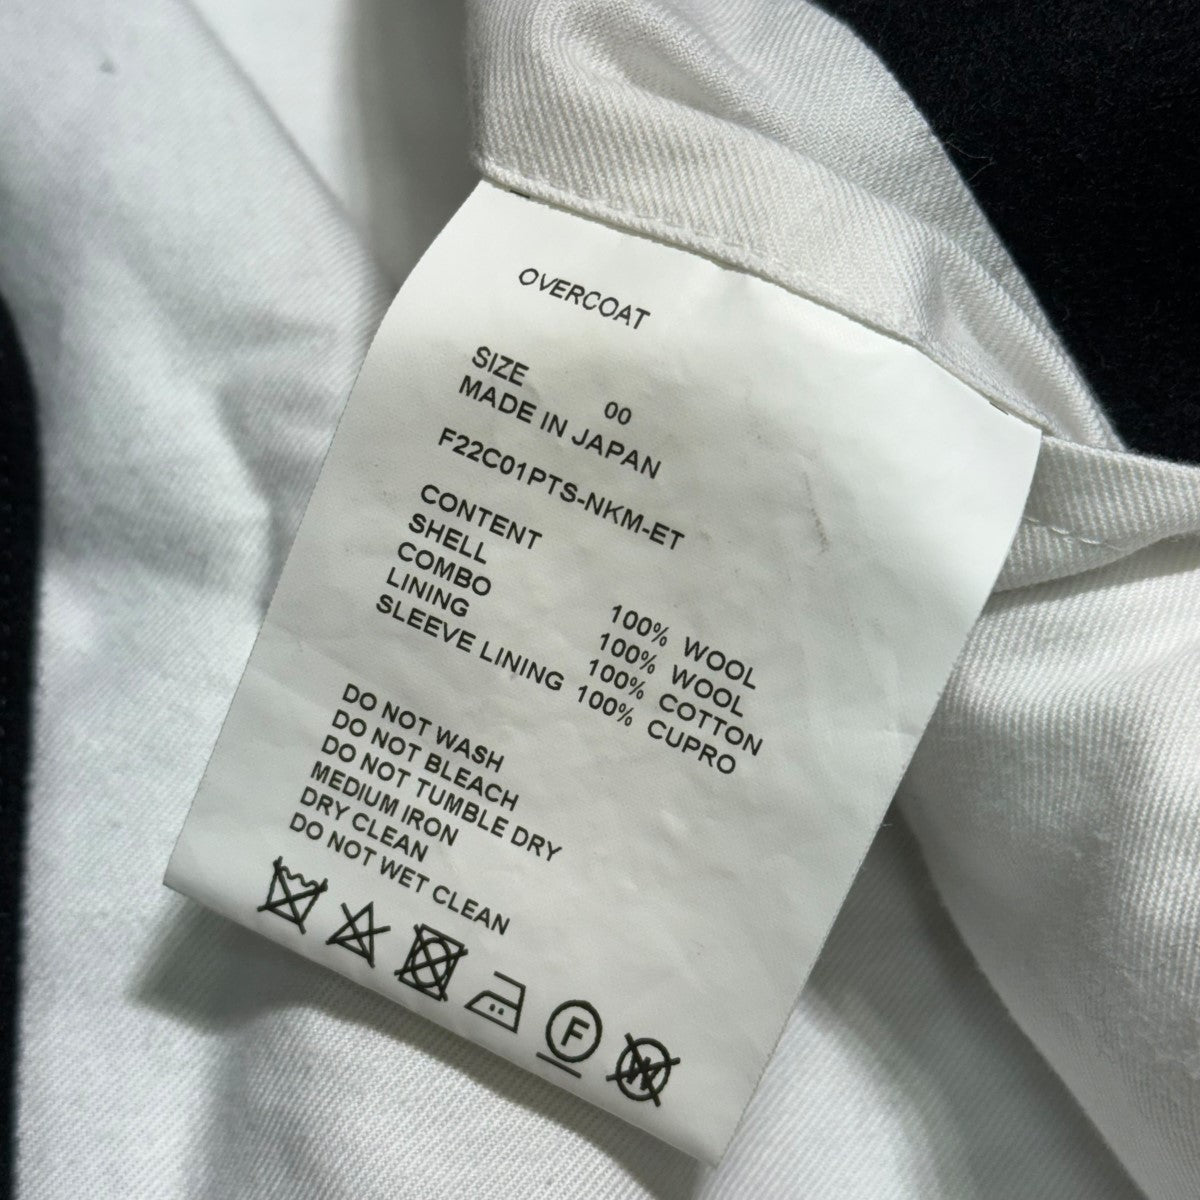 OVERCOAT
SIZE 00
MADE IN JAPAN
F22C01PTS-NKM-ET
CONTENT
SHELL 100% WOOL
COMBO 100% WOOL
LINING 100% COTTON
SLEEVE LINING 100% CUPRO
DO NOT WASH
DO NOT BLEACH
DO NOT TUMBLE DRY
MEDIUM IRON
DRY CLEAN
DO NOT WET CLEAN
F W